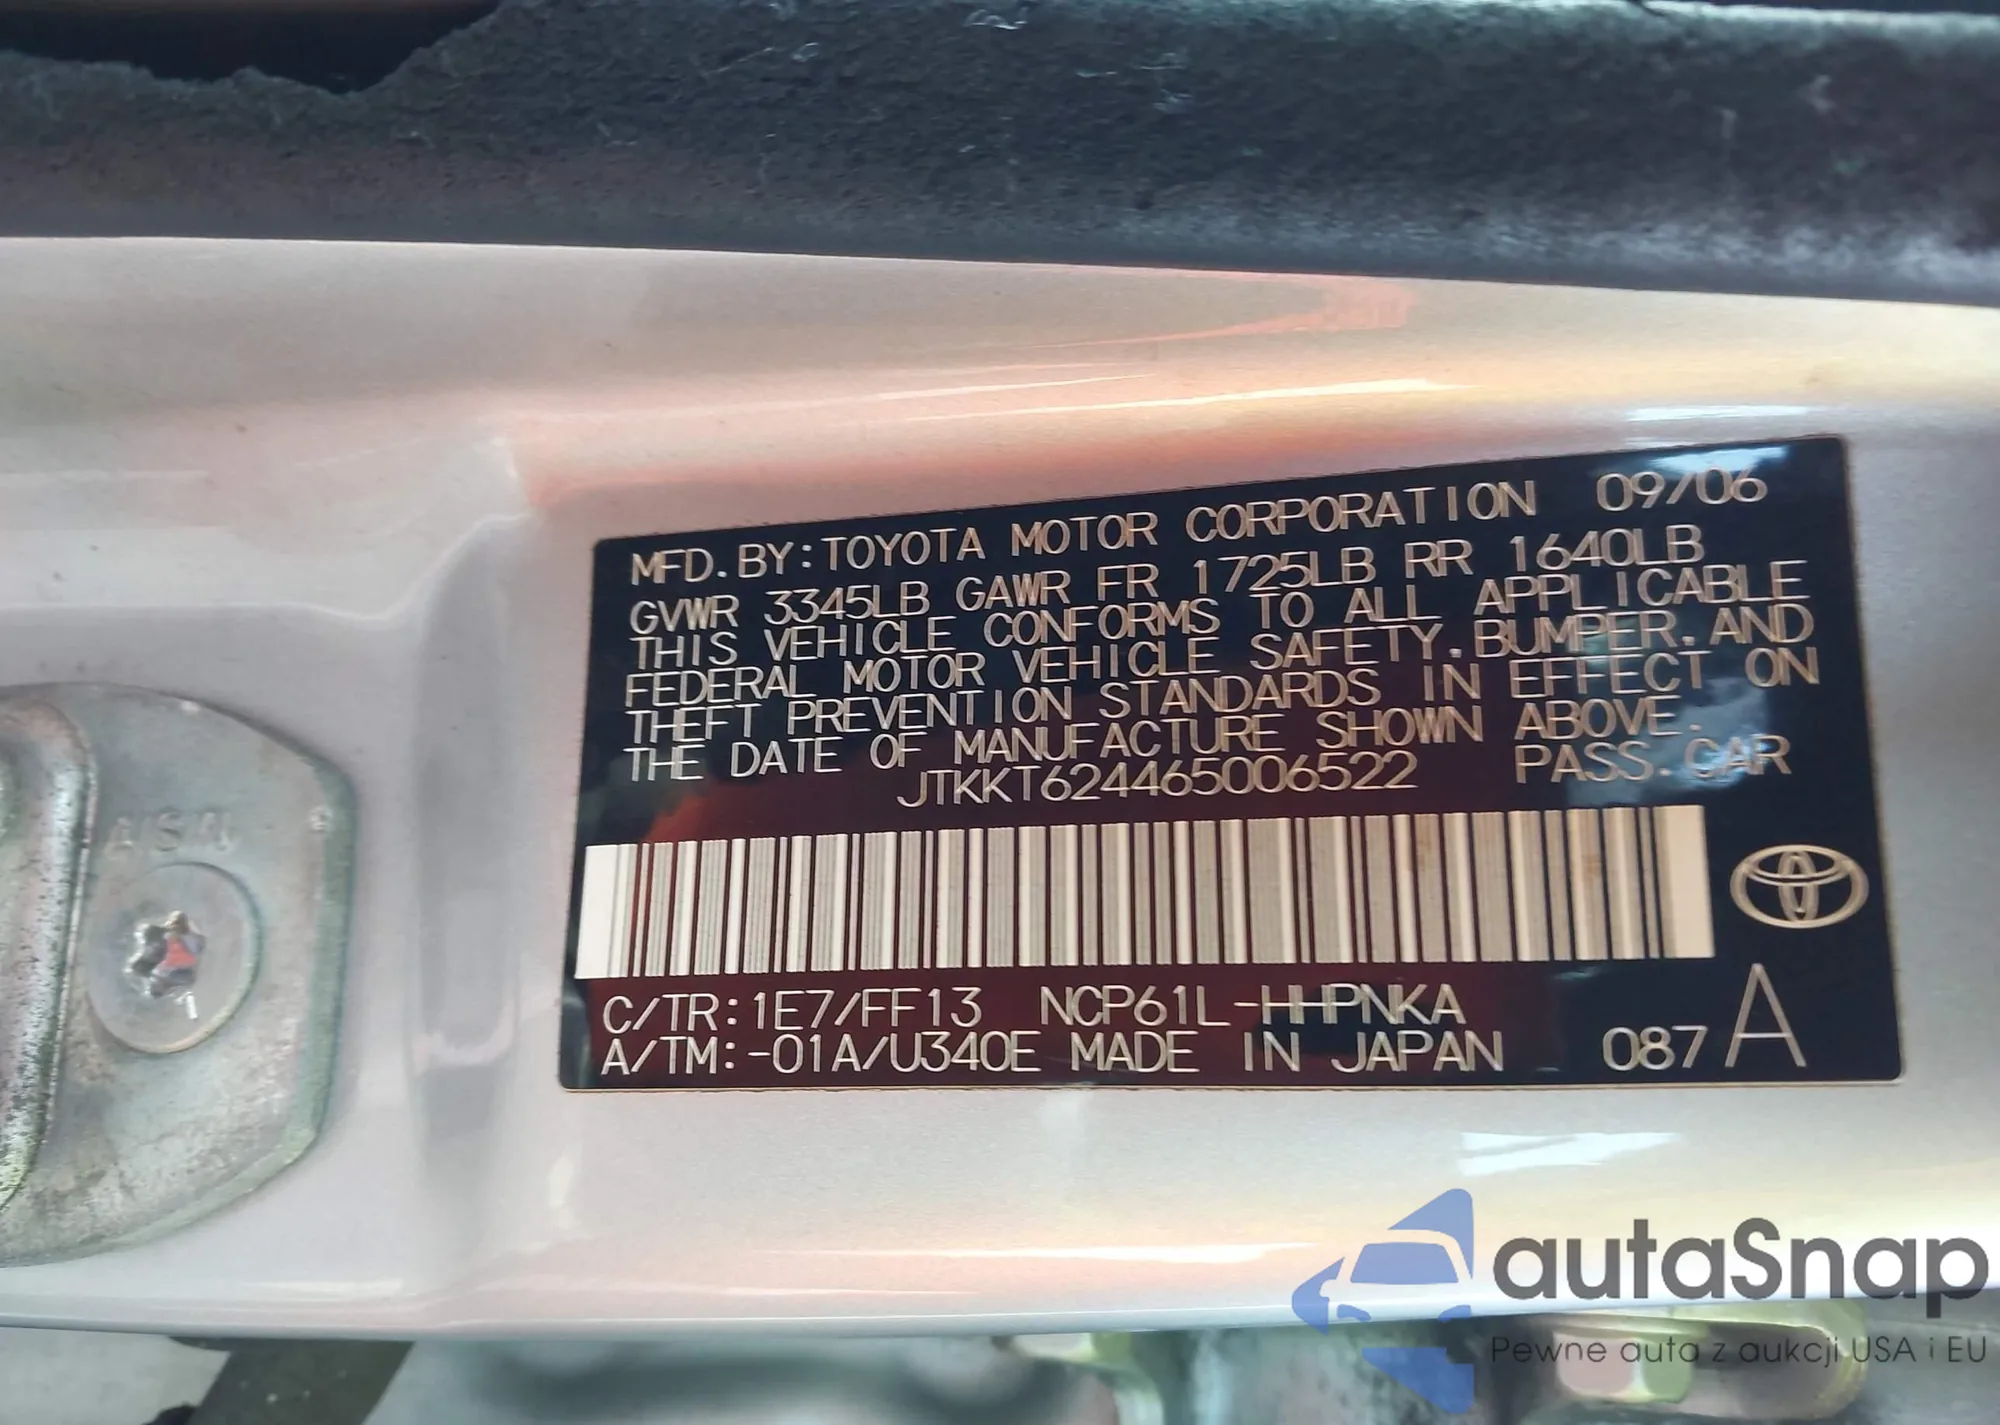 MFD. BY: TOYOTA MOTOR CORPORATION 09/06
GVWR 3345LB GAWR FR 1725LB RR 1640LB
THIS VEHICLE CONFORMS TO ALL APPLICABLE
FEDERAL MOTOR VEHICLE SAFETY, BUMPER, AND
THEFT PREVENTION STANDARDS IN EFFECT ON
THE DATE OF MANUFACTURE SHOWN ABOVE.
JTKKT624465006522 PASS. CAR
C/TR: 1E7/FF13 NCP61L-HHPNKA
A/TM: -01A/U340E MADE IN JAPAN 087 A
autaSnap
Pewne auta z aukcji USA i EU